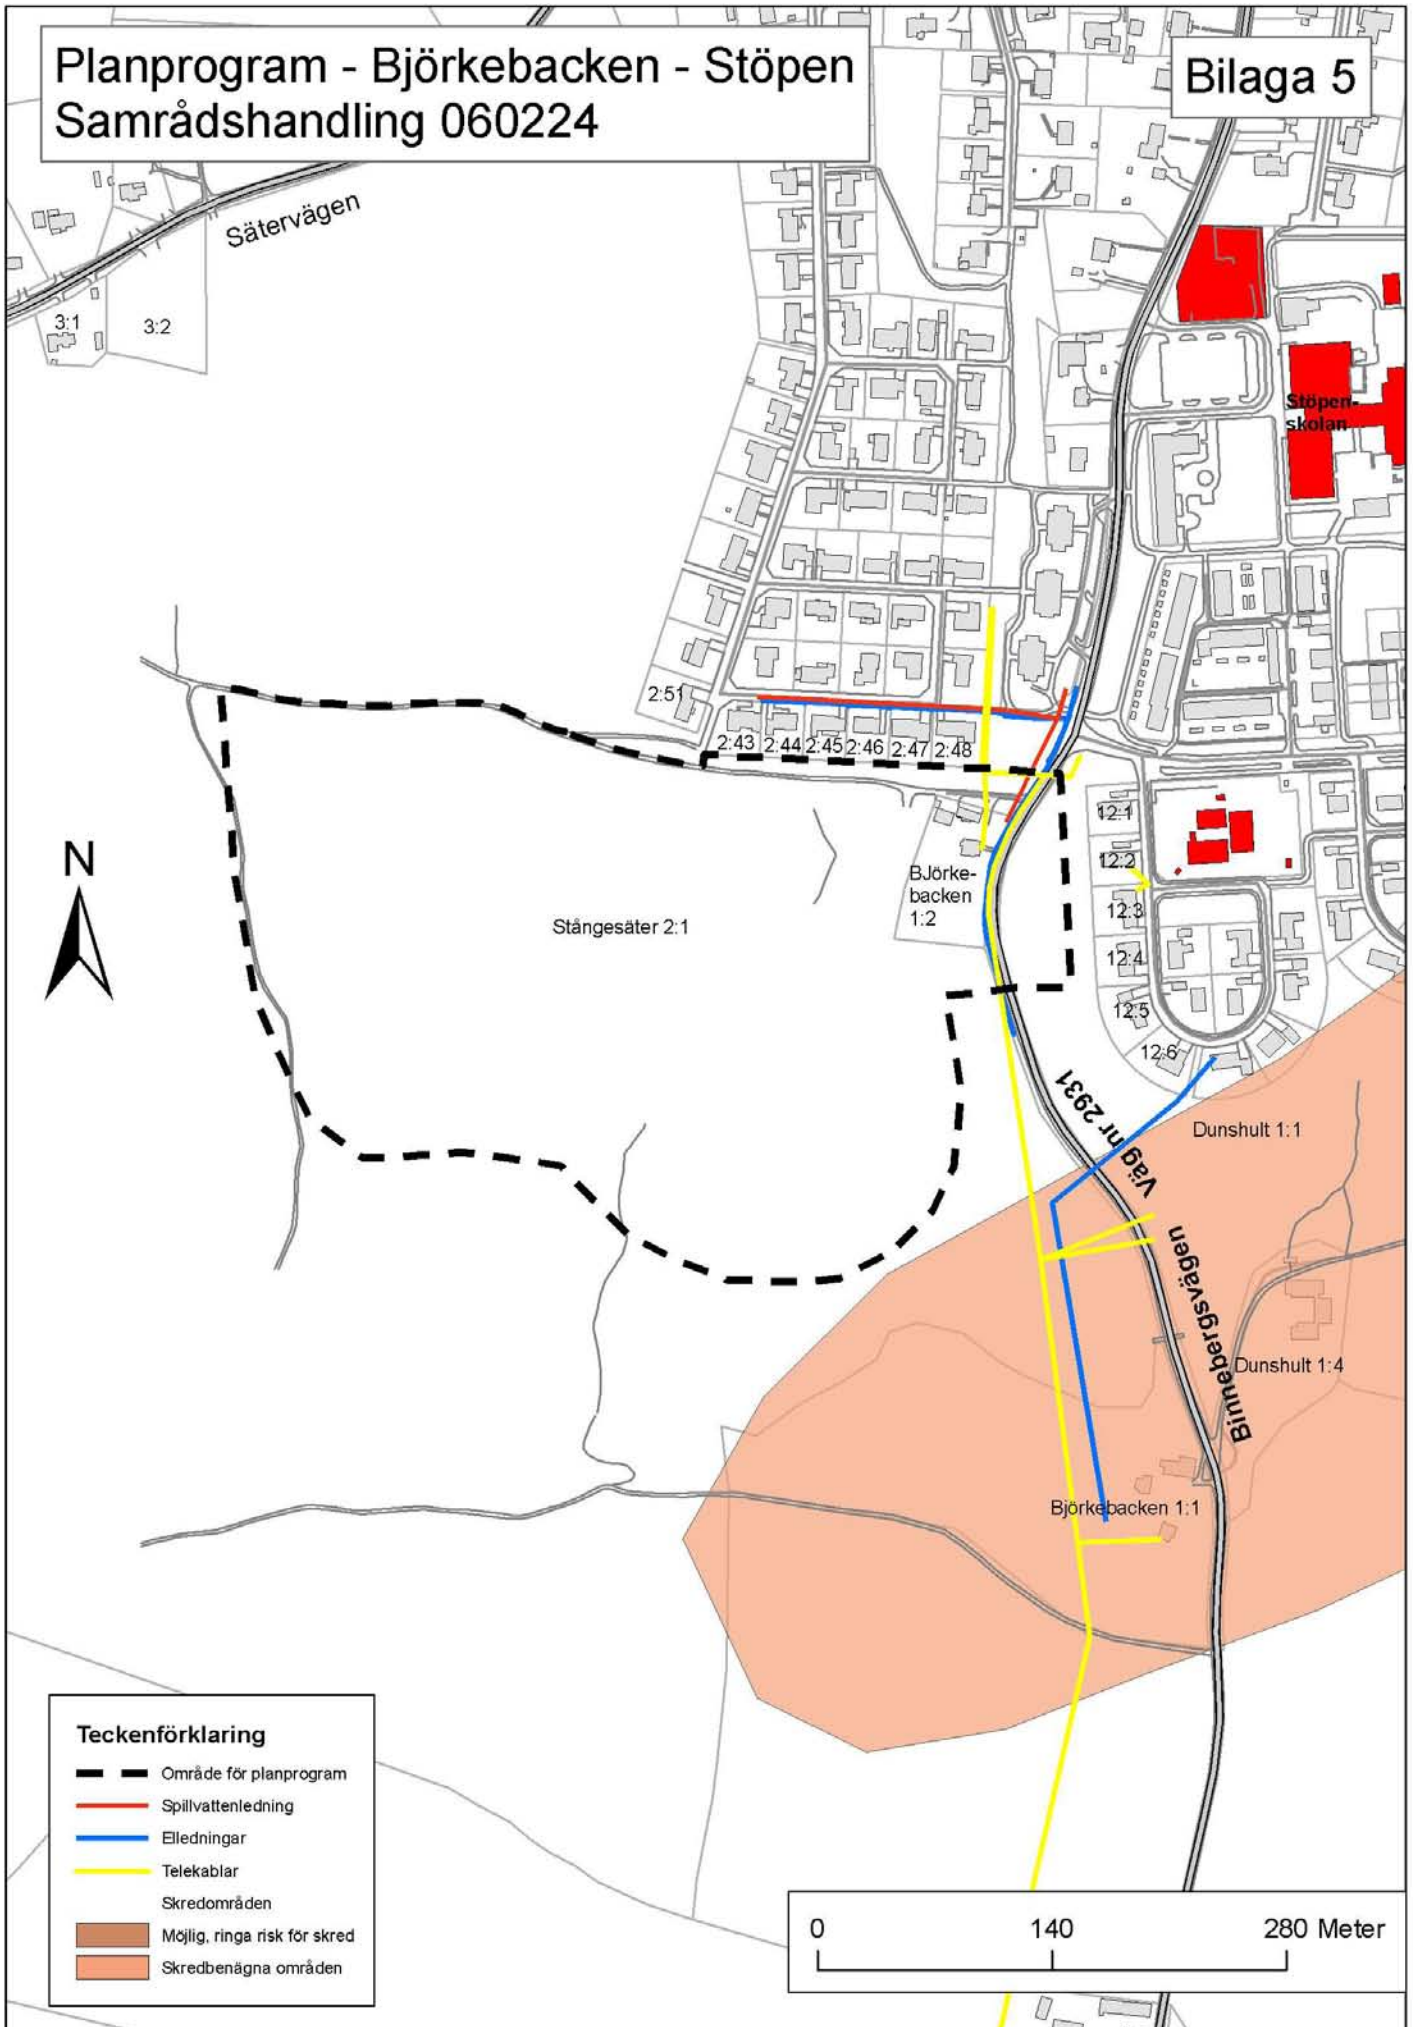 Planprogram - Björkebacken - Stöpen
Samrådshandling 060224
Bilaga 5
Sätervägen
3:1
3:2
Stöpen-
skolan
2:51
2:43
2:44
2:45
2:46
2:47
2:48
12:1
12:2
12:3
12:4
12:5
12:6
N
BJörke-
backen
1:2
Stångesäter 2:1
Väg nr 2931
Dunshult 1:1
Binnebergsvägen
Dunshult 1:4
Björkebacken 1:1
Teckenförklaring
Område för planprogram
Spillvattenledning
Elledningar
Telekablar
Skredområden
Möjlig, ringa risk för skred
Skredbenägna områden
0
140
280 Meter